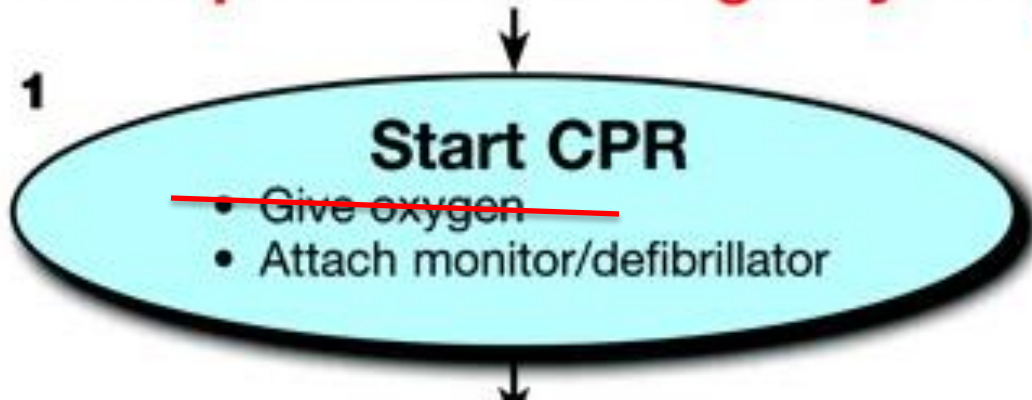 1
Start CPR
• Give oxygen
• Attach monitor/defibrillator